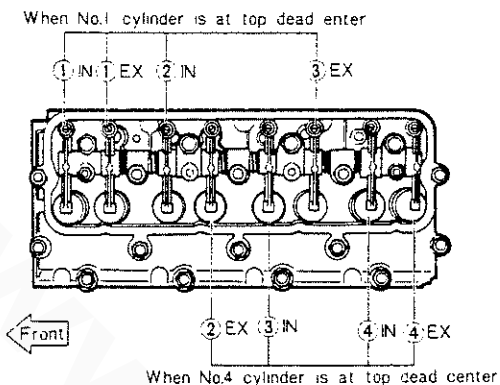 When No.1 cylinder is at top dead enter
1 IN 1 EX 2 IN 3 EX
Front
2 EX 3 IN 4 IN 4 EX
When No.4 cylinder is at top dead center